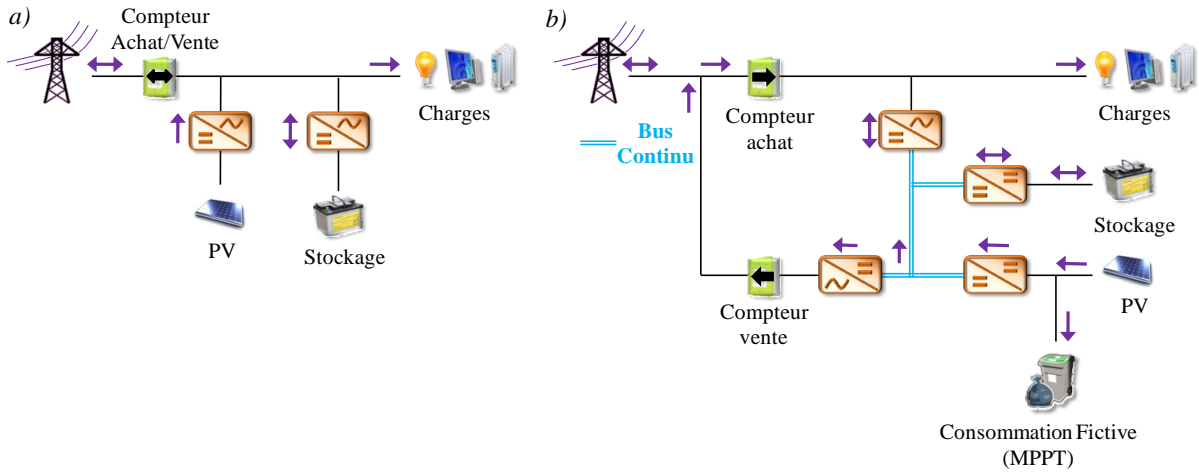 a)
Compteur
Achat/Vente
Charges
PV
Stockage
b)
Bus
Continu
Compteur
achat
Charges
Stockage
PV
Compteur
vente
Consommation Fictive
(MPPT)